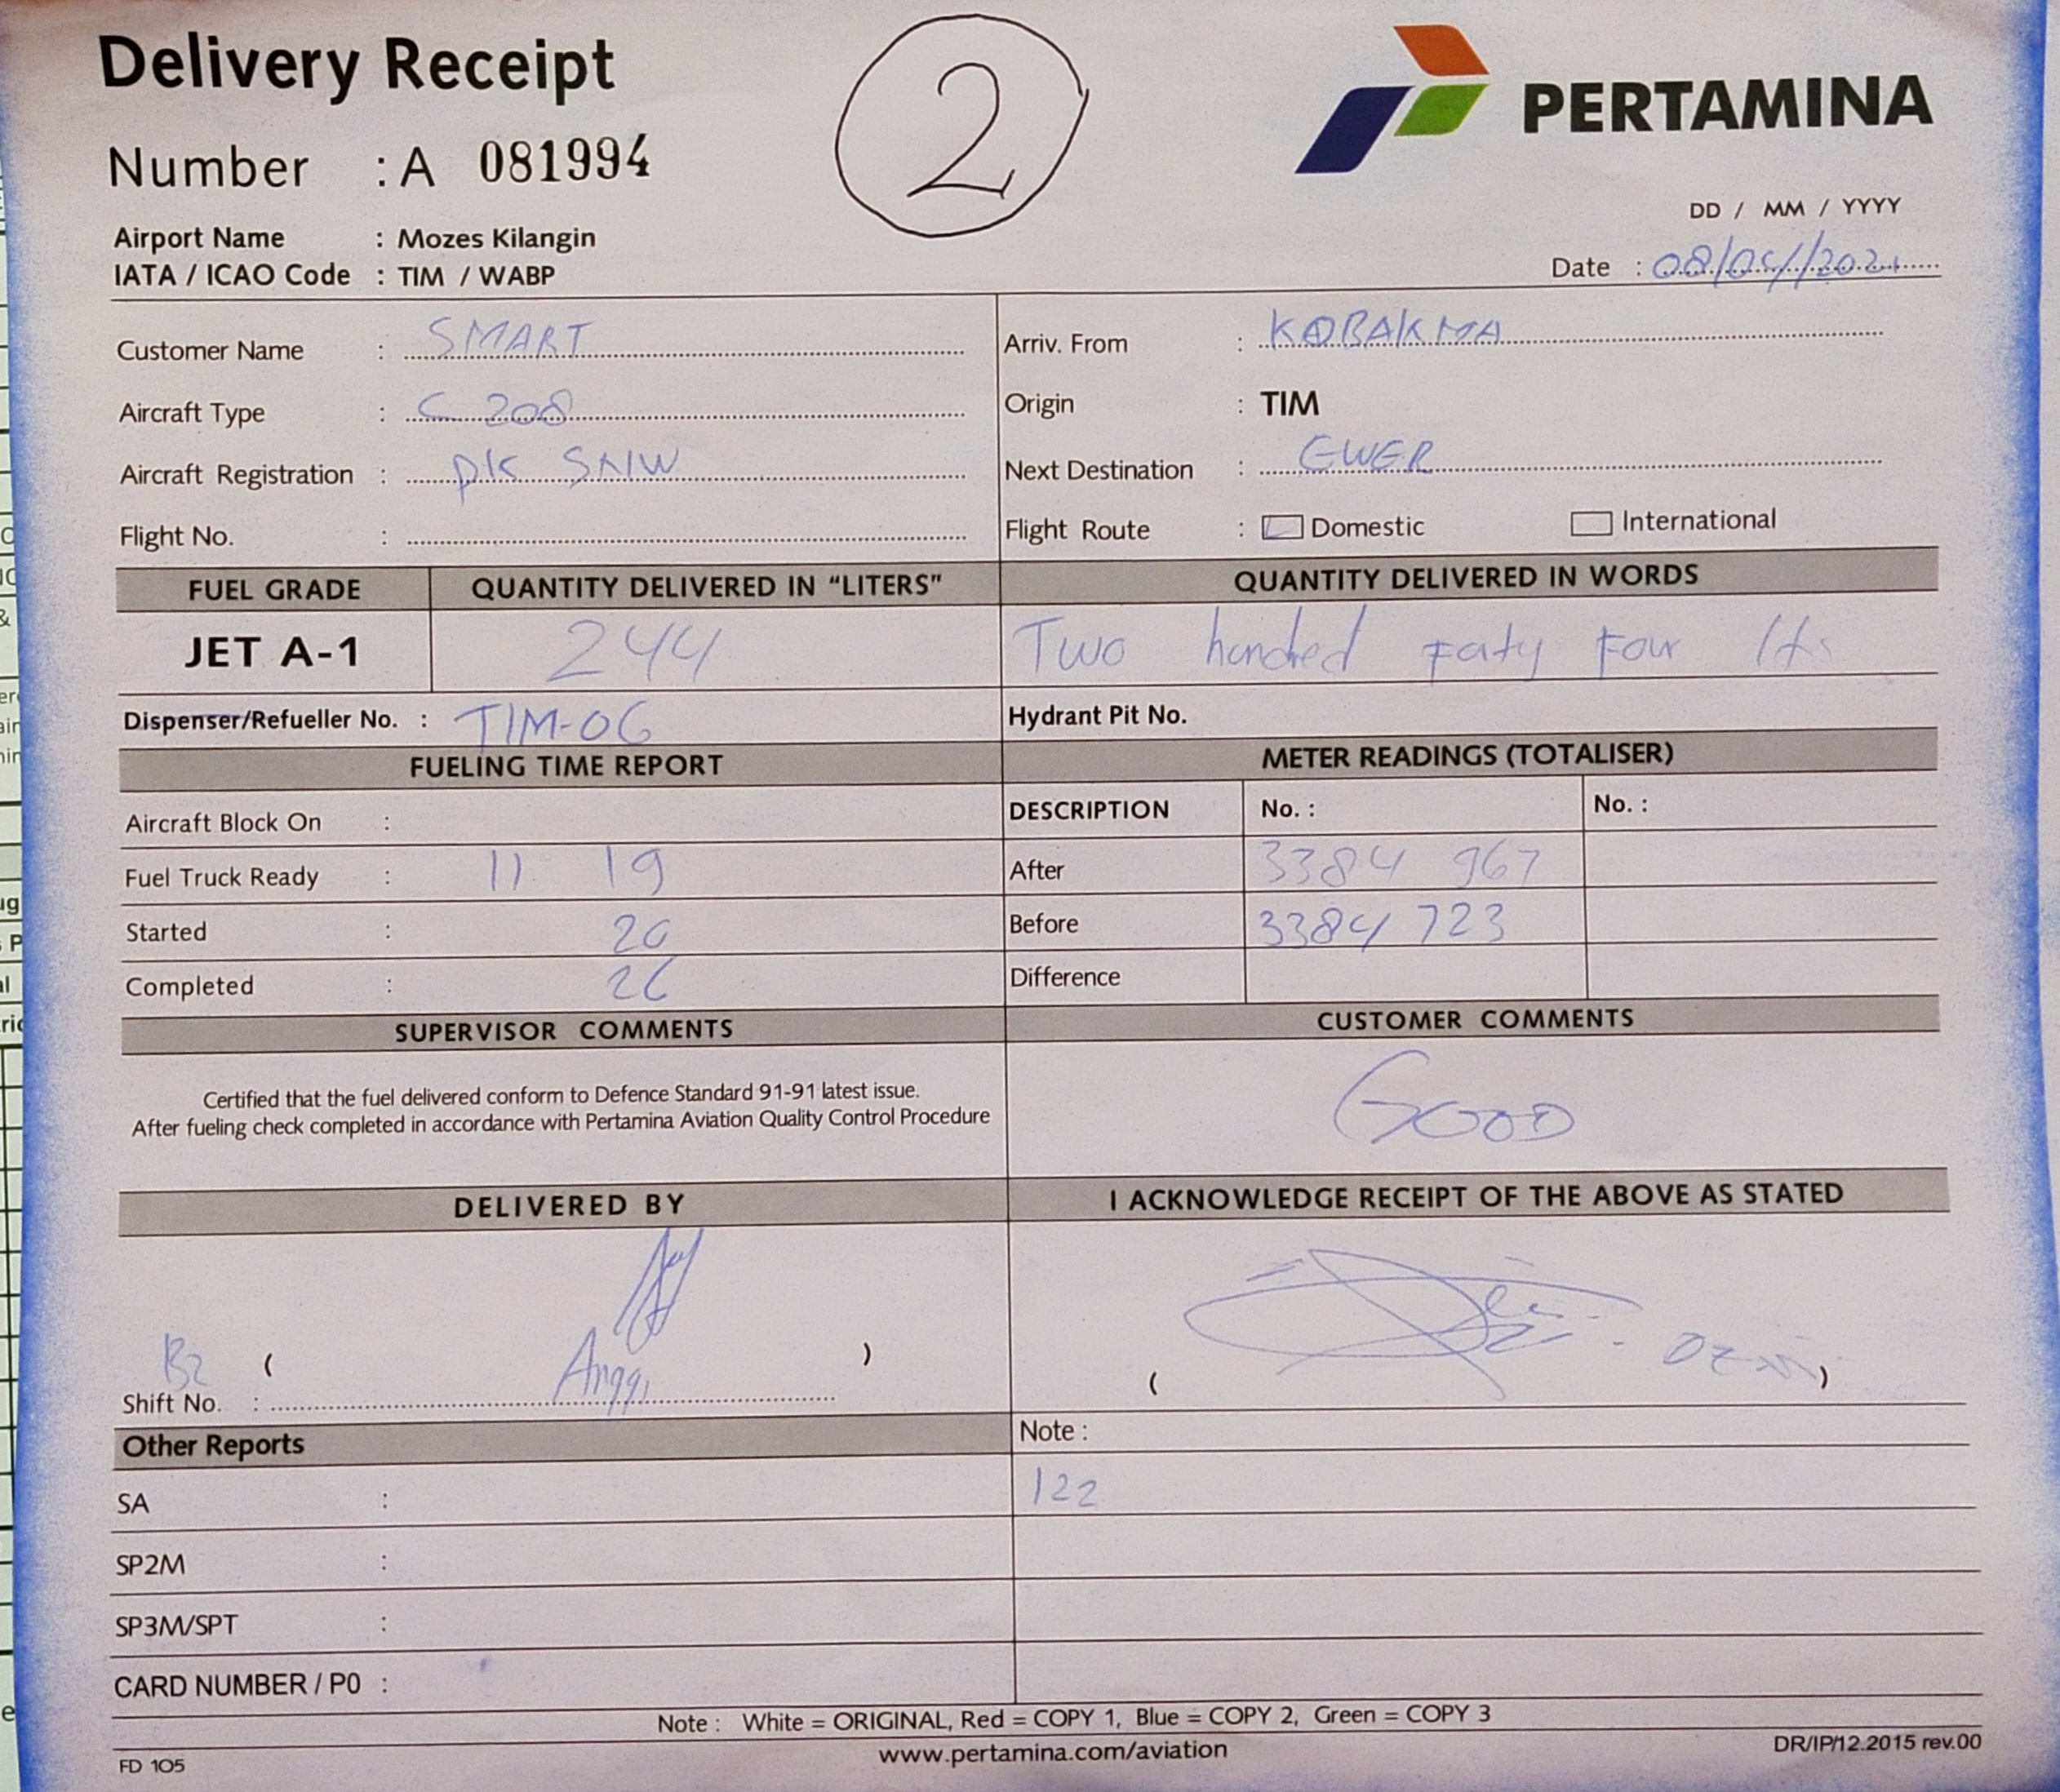 Delivery Receipt
2
PERTAMINA
Number : A 081994
DD / MM / YYYY
Airport Name : Mozes Kilangin
IATA / ICAO Code : TIM / WABP
Date :
Customer Name : SMART
Arriv. From : KOBAKMA
Aircraft Type : C 208
Origin : TIM
Aircraft Registration : PK SNW
Next Destination : EWER
Flight No. :
Flight Route : Domestic International
FUEL GRADE QUANTITY DELIVERED IN "LITERS" QUANTITY DELIVERED IN WORDS
JET A-1 244 Two hundred Faty Four lts
Dispenser/Refueller No. : TIM-06
Hydrant Pit No.
FUELING TIME REPORT
METER READINGS (TOTALISER)
Aircraft Block On :
DESCRIPTION No. : No. :
Fuel Truck Ready : 11 19
After 3384 967
Started : 20
Before 3384 723
Completed : 26
Difference
SUPERVISOR COMMENTS
CUSTOMER COMMENTS
Certified that the fuel delivered conform to Defence Standard 91-91 latest issue.
After fueling check completed in accordance with Pertamina Aviation Quality Control Procedure
GOOD
DELIVERED BY
I ACKNOWLEDGE RECEIPT OF THE ABOVE AS STATED
B2 ( Anggi )
( )
Shift No. :
Other Reports
Note :
SA :
122
SP2M :
SP3M/SPT :
CARD NUMBER / P0 :
Note : White = ORIGINAL, Red = COPY 1, Blue = COPY 2, Green = COPY 3
FD 105
www.pertamina.com/aviation
DR/IP/12.2015 rev.00